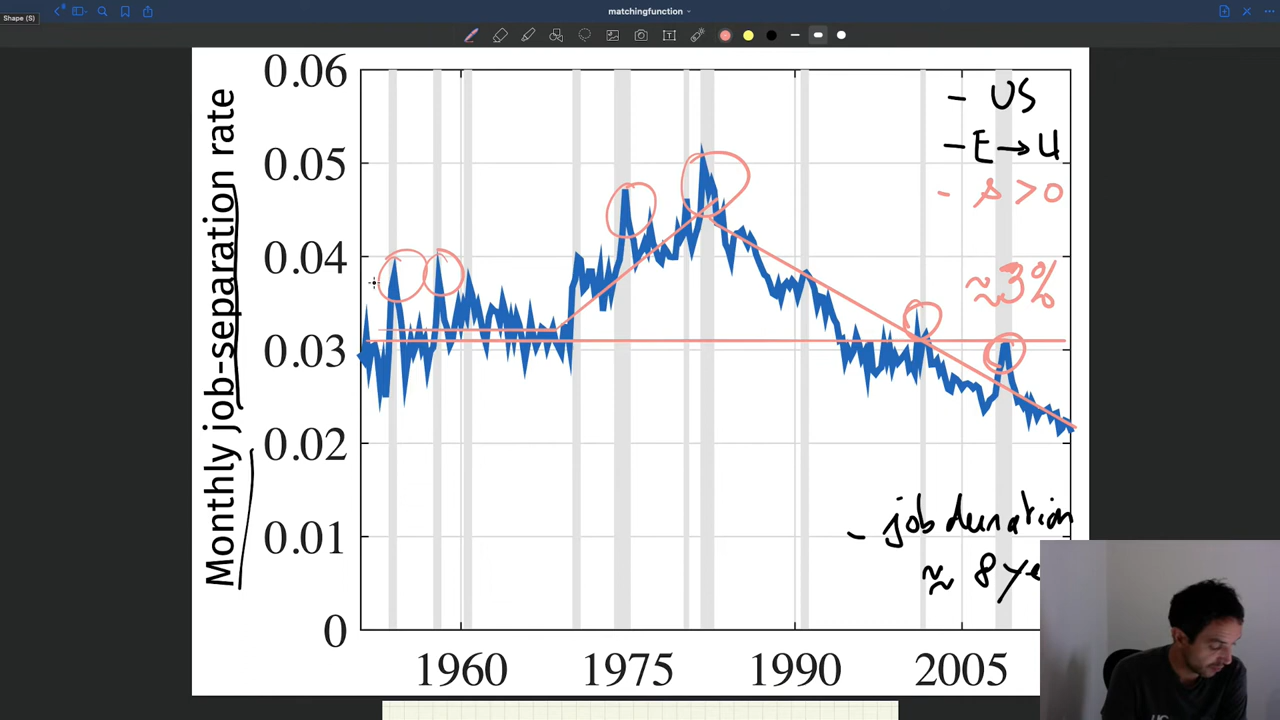 Shape (S)
matchingfunction
Monthly job-separation rate
0.06
0.05
0.04
0.03
0.02
0.01
0
1960
1975
1990
2005
- US
- E → U
- s > 0
≈ 3%
- job duration
≈ 8